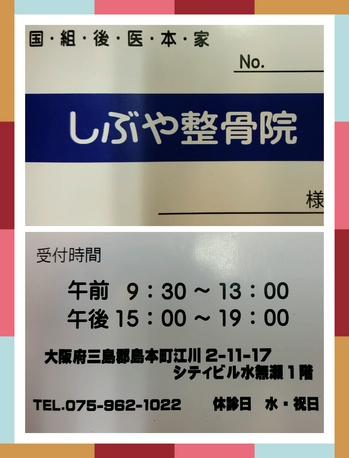 国・組・後・医・本・家
No.
しぶや整骨院
様
受付時間
午前 9：30～13：00
午後 15：00～19：00
大阪府三島郡島本町江川 2-11-17
シティビル水無瀬 1 階
TEL.075-962-1022 休診日 水・祝日